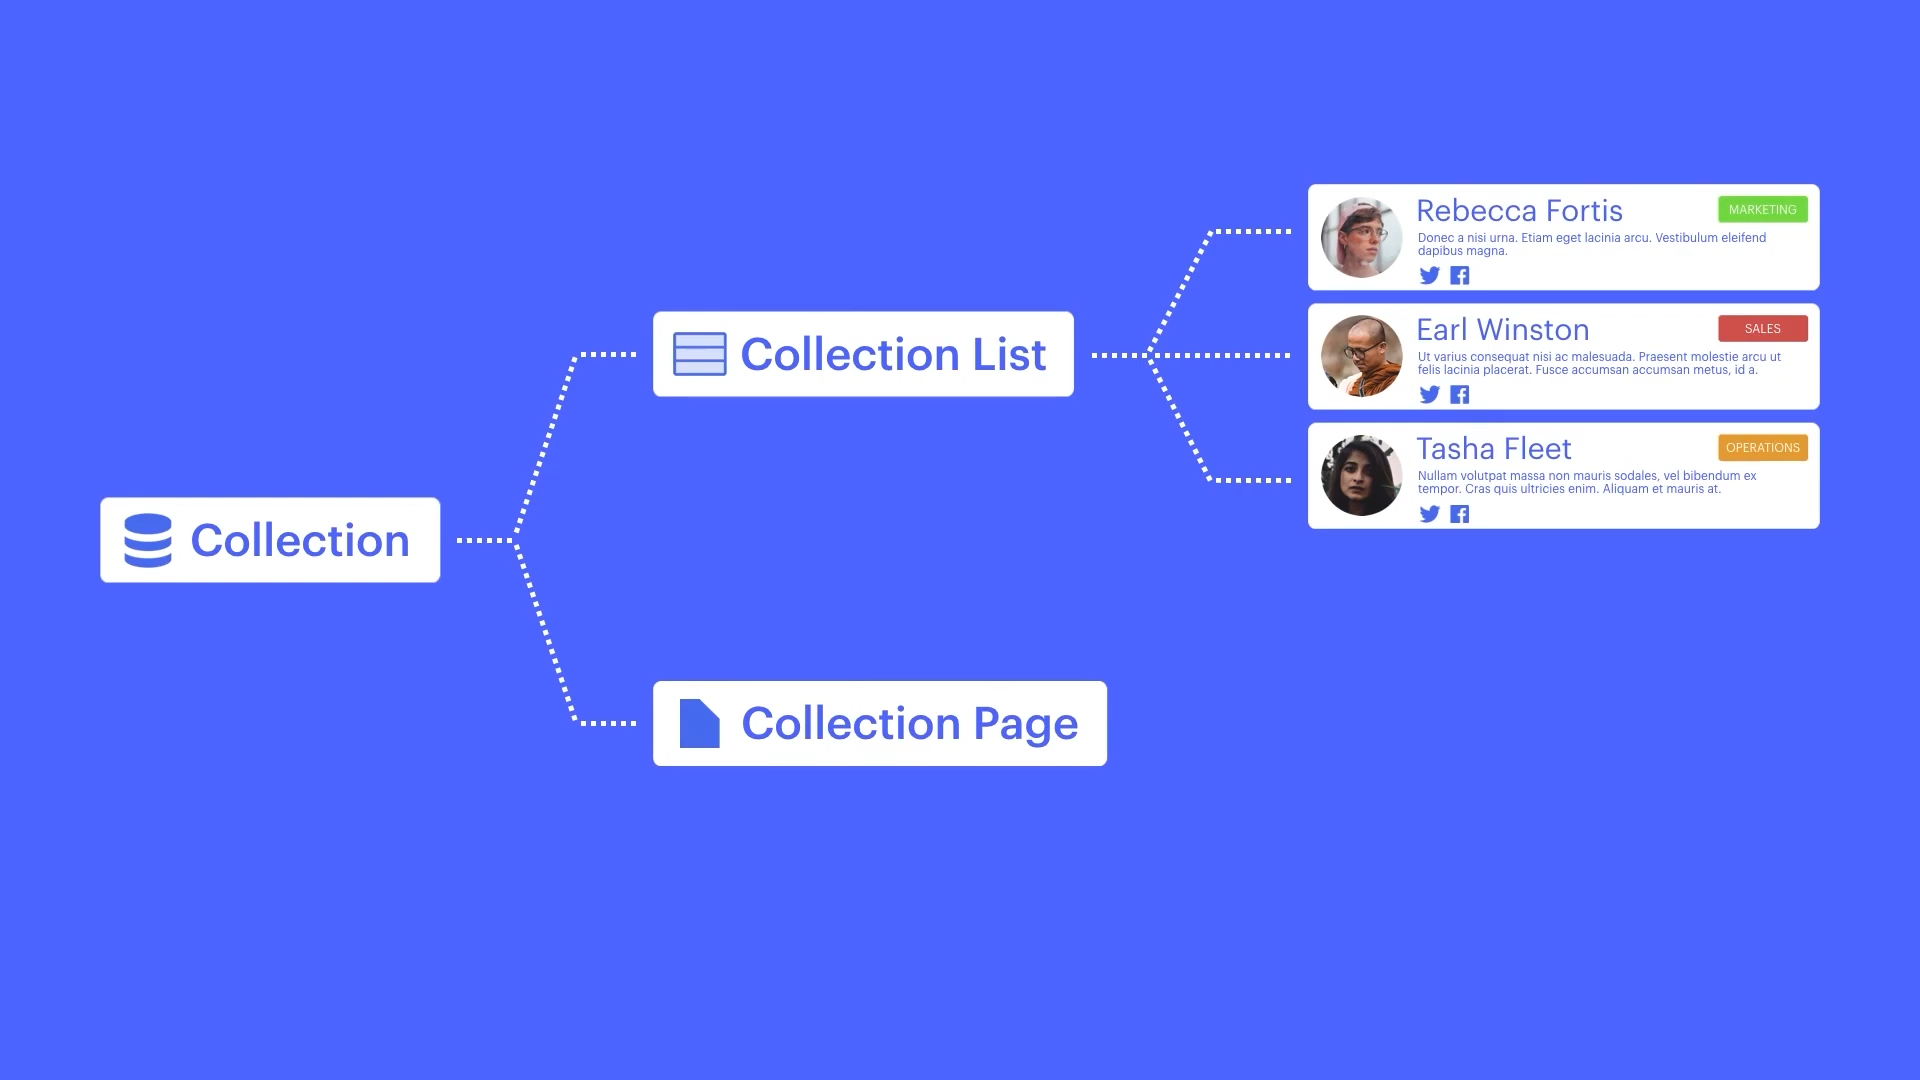 Collection
Collection List
Collection Page
Rebecca Fortis
MARKETING
Donec a nisi urna. Etiam eget lacinia arcu. Vestibulum eleifend
dapibus magna.
Earl Winston
SALES
Ut varius consequat nisi ac malesuada. Praesent molestie arcu ut
felis lacinia placerat. Fusce accumsan accumsan metus, id a.
Tasha Fleet
OPERATIONS
Nullam volutpat massa non mauris sodales, vel bibendum ex
tempor. Cras quis ultricies enim. Aliquam et mauris at.